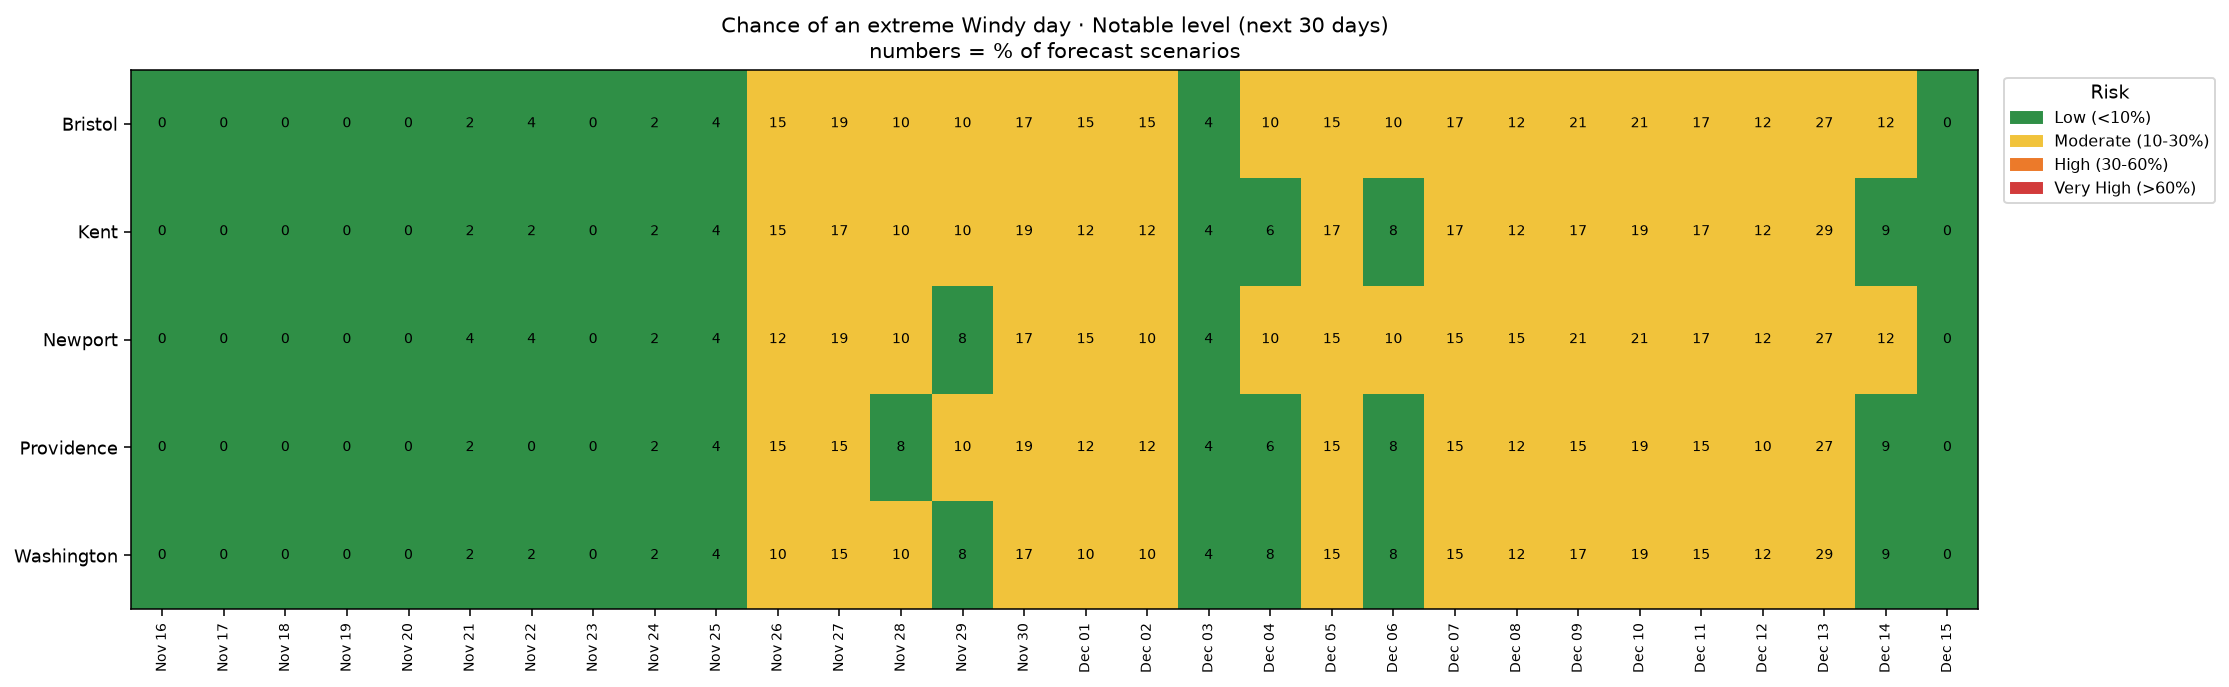 Chance of an extreme Windy day · Notable level (next 30 days)
numbers = % of forecast scenarios
Risk
Low (<10%)
Moderate (10-30%)
High (30-60%)
Very High (>60%)
Bristol 0 0 0 0 0 2 4 0 2 4 15 19 10 10 17 15 15 4 10 15 10 17 12 21 21 17 12 27 12 0
Kent 0 0 0 0 0 2 2 0 2 4 15 17 10 10 19 12 12 4 6 17 8 17 12 17 19 17 12 29 9 0
Newport 0 0 0 0 0 4 4 0 2 4 12 19 10 8 17 15 10 4 10 15 10 15 15 21 21 17 12 27 12 0
Providence 0 0 0 0 0 2 0 0 2 4 15 15 8 10 19 12 12 4 6 15 8 15 12 15 19 15 10 27 9 0
Washington 0 0 0 0 0 2 2 0 2 4 10 15 10 8 17 10 10 4 8 15 8 15 12 17 19 15 12 29 9 0
Nov 16 Nov 17 Nov 18 Nov 19 Nov 20 Nov 21 Nov 22 Nov 23 Nov 24 Nov 25 Nov 26 Nov 27 Nov 28 Nov 29 Nov 30 Dec 01 Dec 02 Dec 03 Dec 04 Dec 05 Dec 06 Dec 07 Dec 08 Dec 09 Dec 10 Dec 11 Dec 12 Dec 13 Dec 14 Dec 15